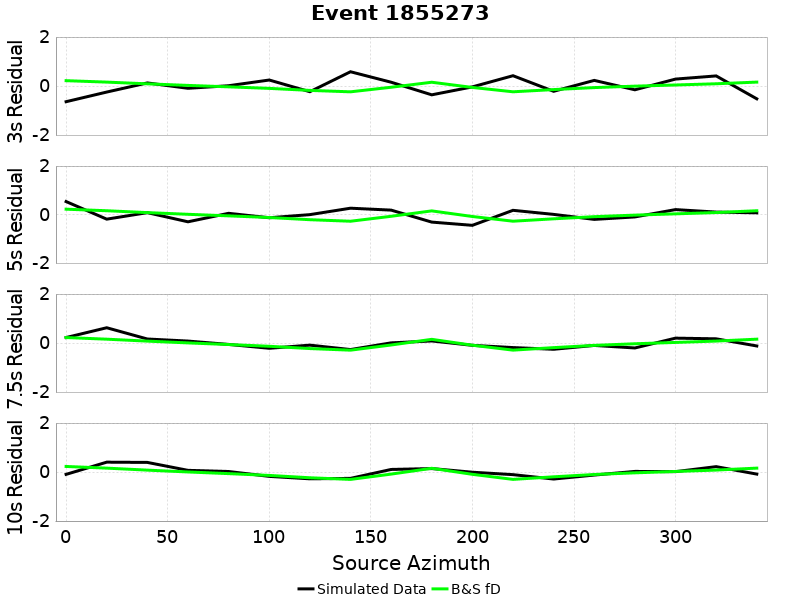 Event 1855273
3s Residual
2
0
-2
5s Residual
2
0
-2
7.5s Residual
2
0
-2
10s Residual
2
0
-2
0 50 100 150 200 250 300
Source Azimuth
Simulated Data B&S fD